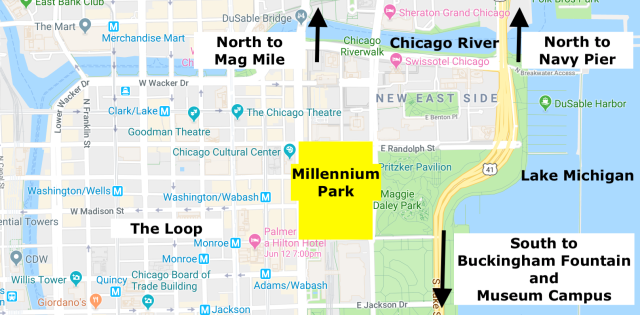 East Bank Club
The Mart
Merchandise Mart
DuSable Bridge
Sheraton Grand Chicago
North to
Mag Mile
Chicago
Riverwalk
Chicago River
Swissotel Chicago
North to
Navy Pier
N Breakwater Access
W Wacker Dr
Lower Wacker Dr
N Franklin St
Clark/Lake
The Chicago Theatre
NEW EAST SIDE
DuSable Harbor
Goodman Theatre
E Benton Pl
Chicago Cultural Center
E Randolph St
Millennium
Park
Pritzker Pavilion
41
Lake Michigan
Washington/Wells
Washington/Wabash
Maggie
Daley Park
W Madison St
The Loop
Palmer
a Hilton Hotel
Jun 12 7:00pm
Monroe
Monroe
CDW
South to
Buckingham Fountain
and
Museum Campus
Willis Tower
Quincy
Chicago Board of
Trade Building
Adams/Wabash
Giordano's
Jackson
E Jackson Dr